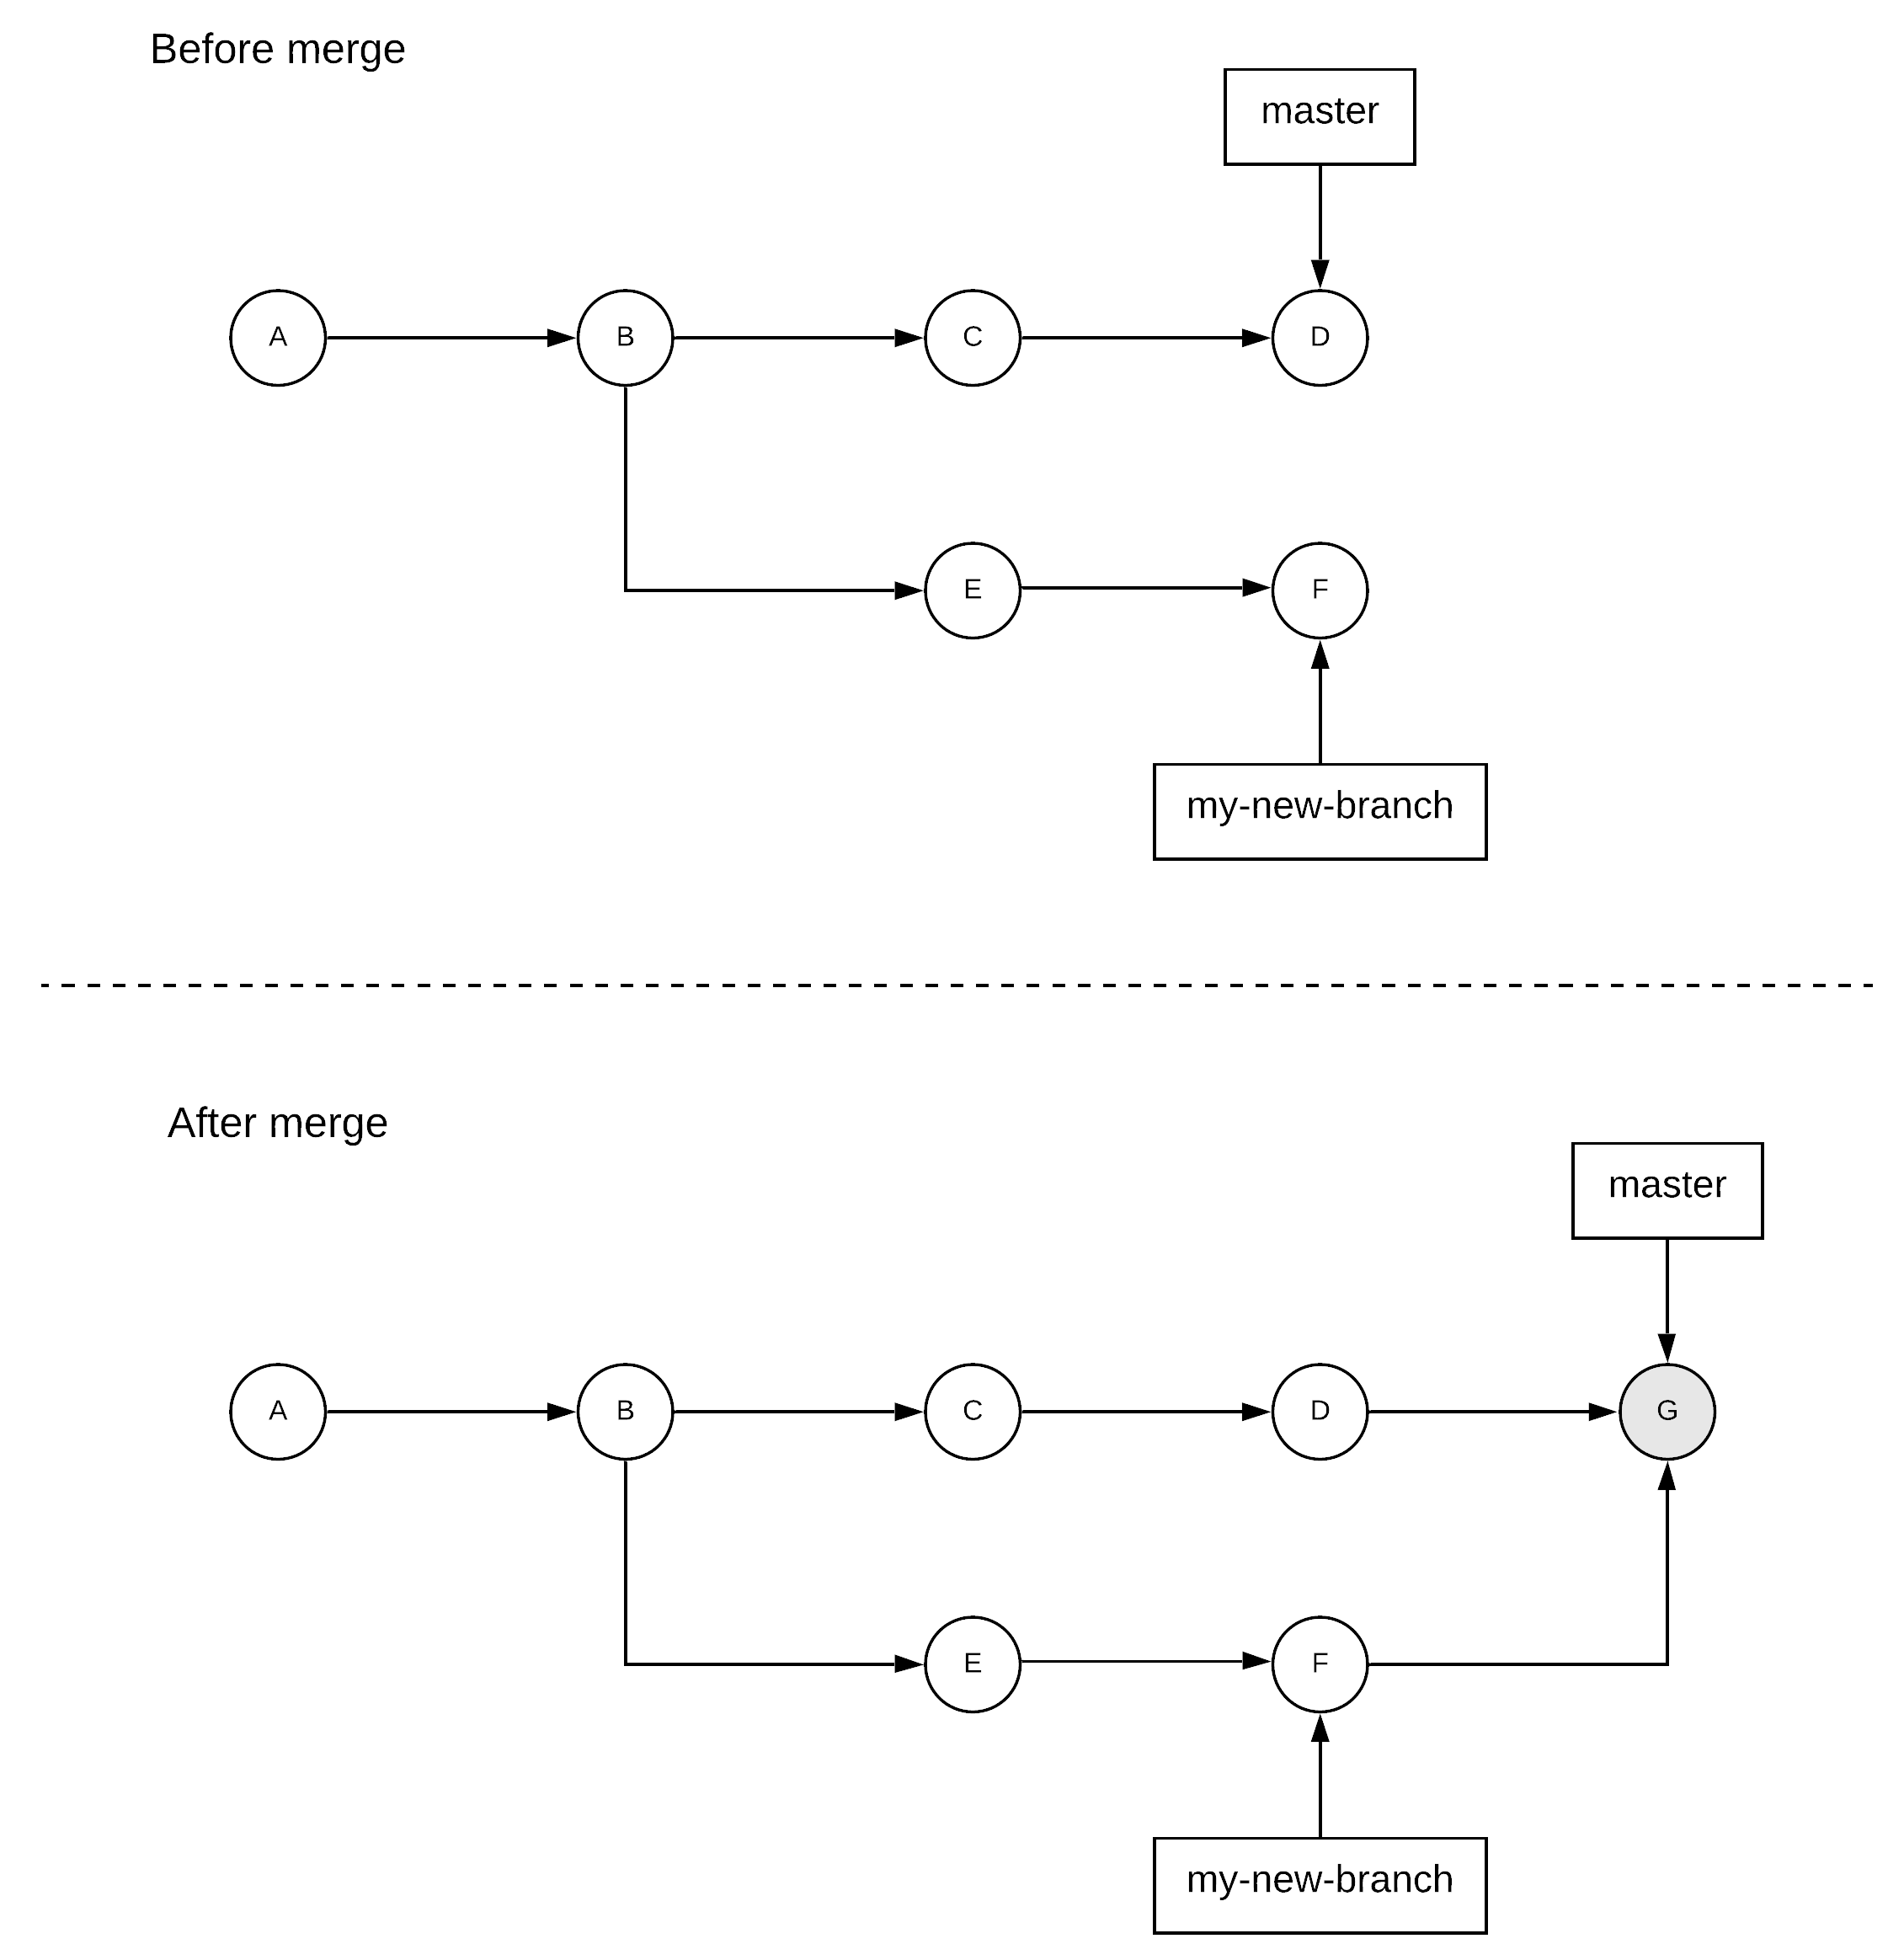 Before merge
master
A
B
C
D
E
F
my-new-branch
After merge
master
A
B
C
D
G
E
F
my-new-branch